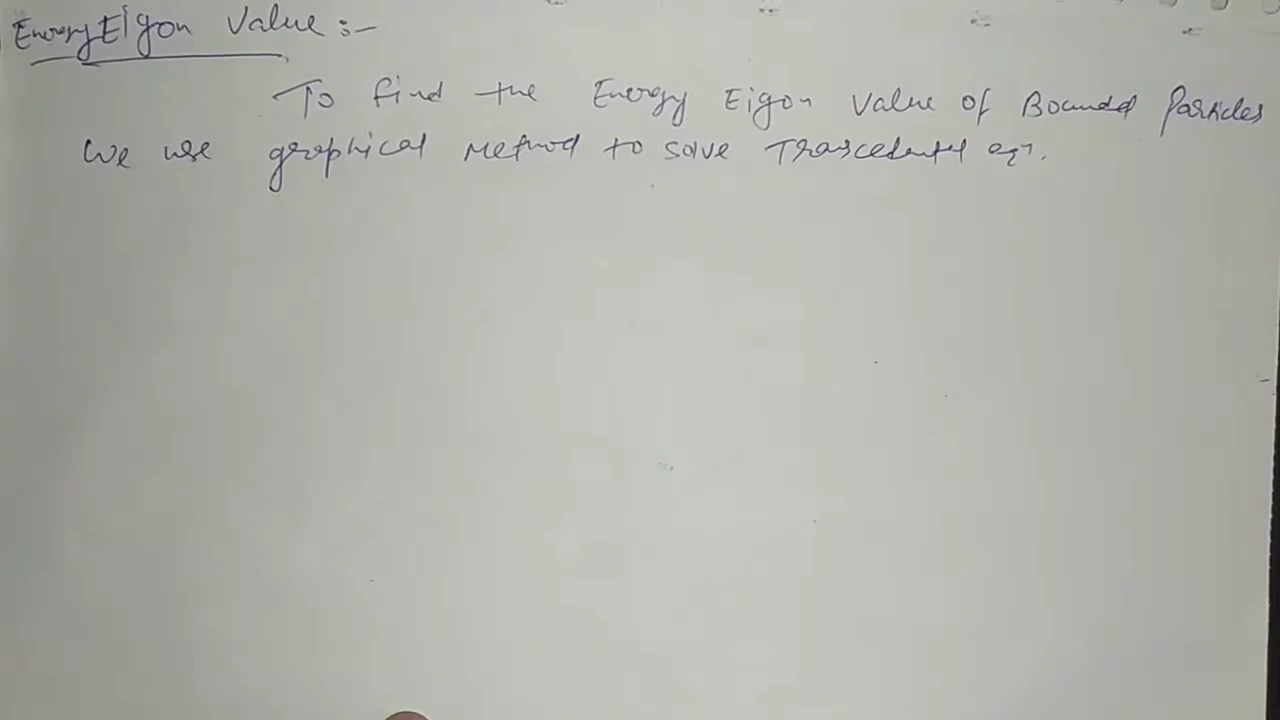 Energy Eigon Value :-
To find the Energy Eigon Value of Bounded Particles
We use graphical Method to solve Trascedental eqn.